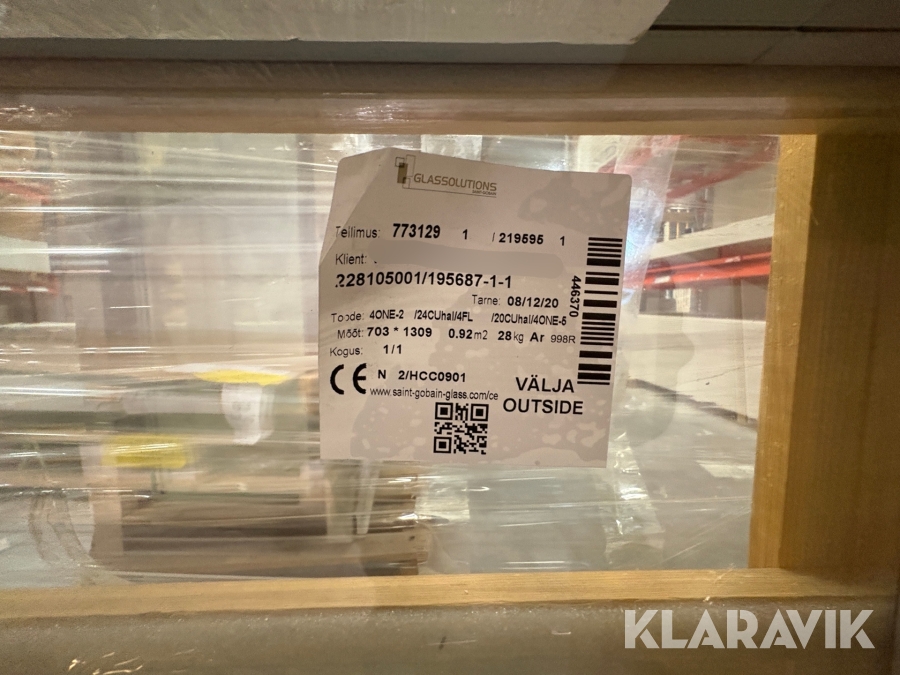 GLASSOLUTIONS
Tellimus: 773129 1 / 219595 1
Klient: .
228105001/195687-1-1
Tarne: 08/12/20
Toode: 4ONE-2 /24CUhal/4FL /20CUhal/4ONE-5
Mõõt: 703 * 1309 0.92m2 28kg Ar 998R
Kogus: 1/1
CE N 2/HCC0901
www.saint-gobain-glass.com/ce
VÄLJA
OUTSIDE
446370
KLARAVIK